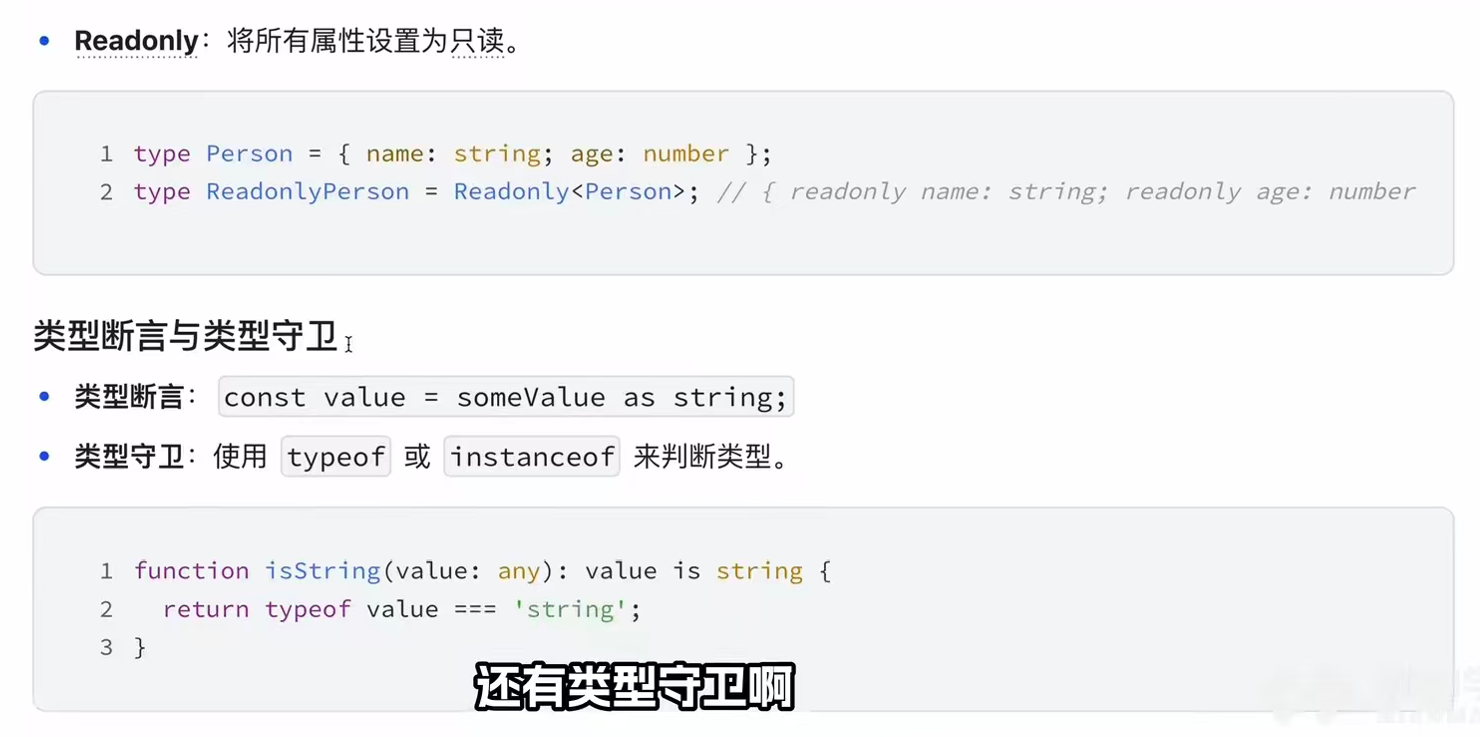 Readonly：将所有属性设置为只读。
1 type Person = { name: string; age: number };
2 type ReadonlyPerson = Readonly<Person>; // { readonly name: string; readonly age: number
类型断言与类型守卫
类型断言： const value = someValue as string;
类型守卫：使用 typeof 或 instanceof 来判断类型。
1 function isString(value: any): value is string {
2 return typeof value === 'string';
3 }
还有类型守卫啊